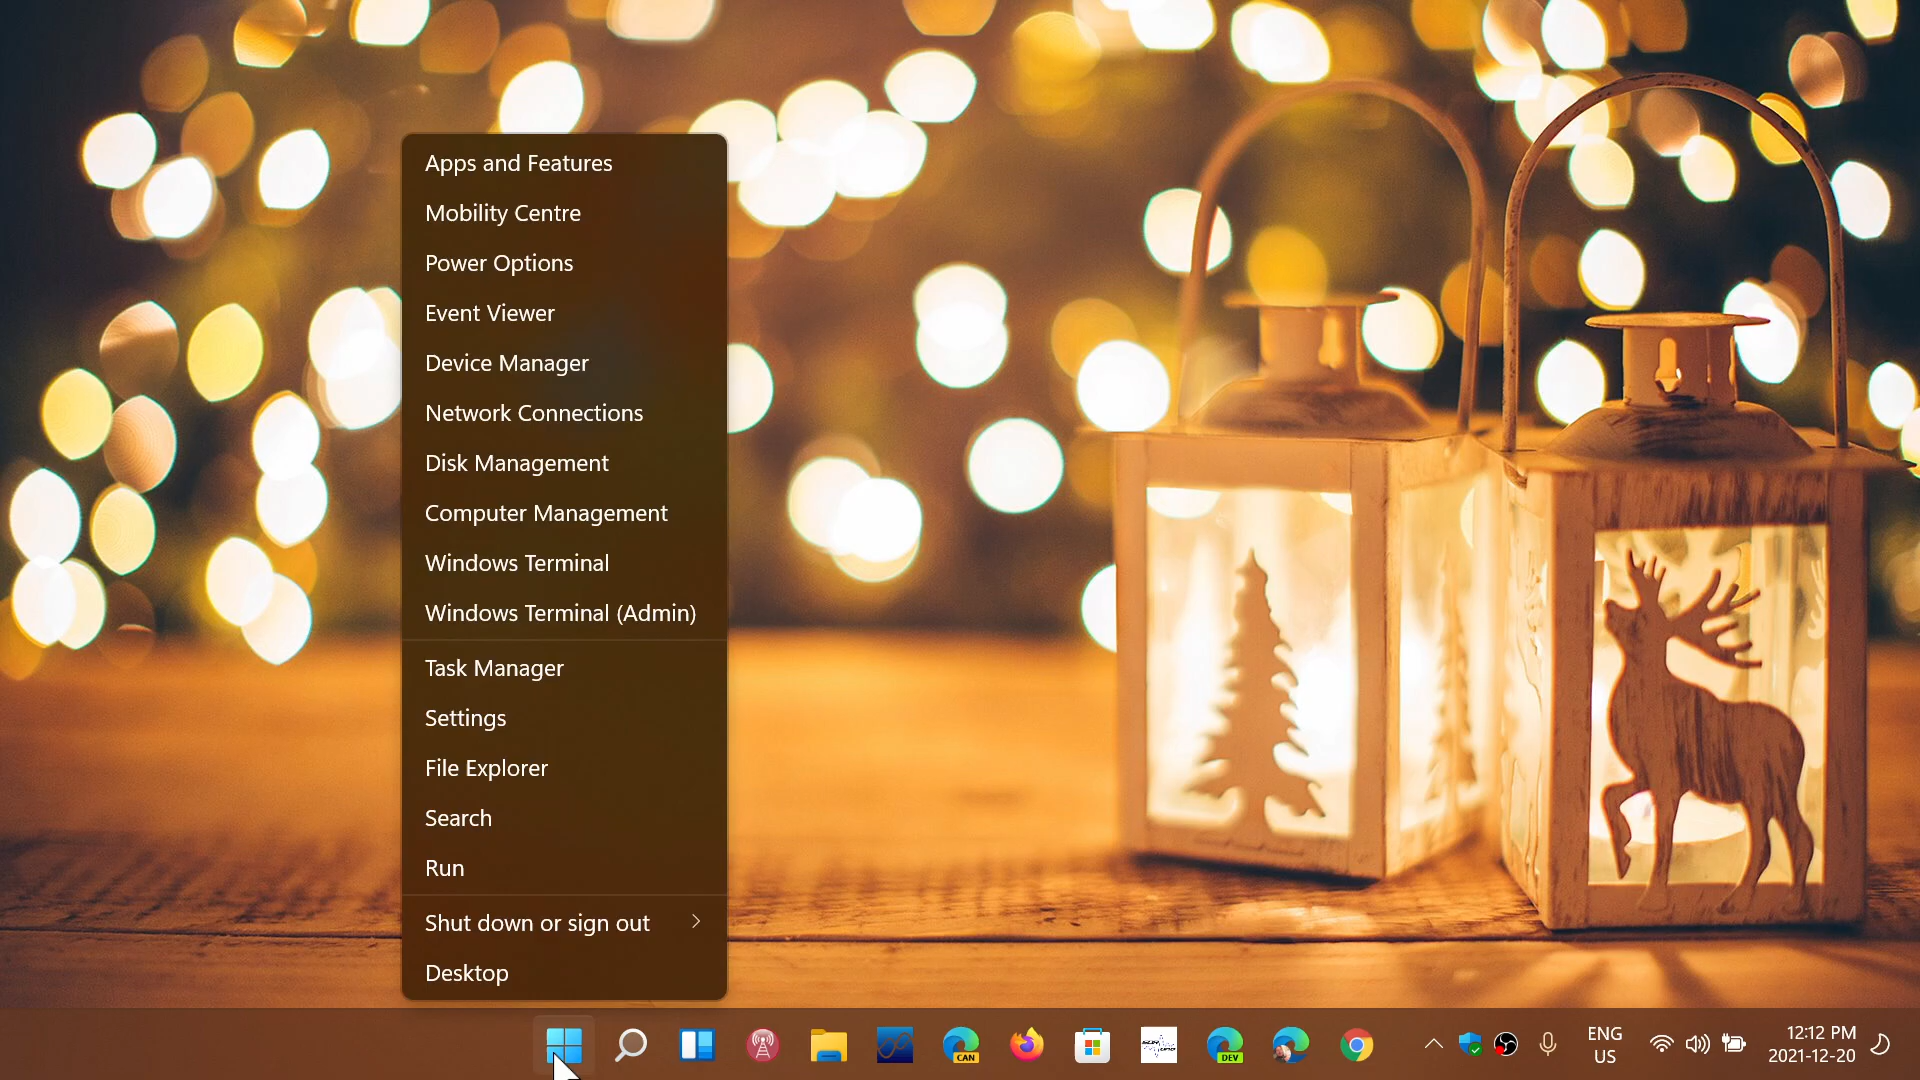 Apps and Features
Mobility Centre
Power Options
Event Viewer
Device Manager
Network Connections
Disk Management
Computer Management
Windows Terminal
Windows Terminal (Admin)
Task Manager
Settings
File Explorer
Search
Run
Shut down or sign out
Desktop
CAN
DEV
ENG
US
12:12 PM
2021-12-20